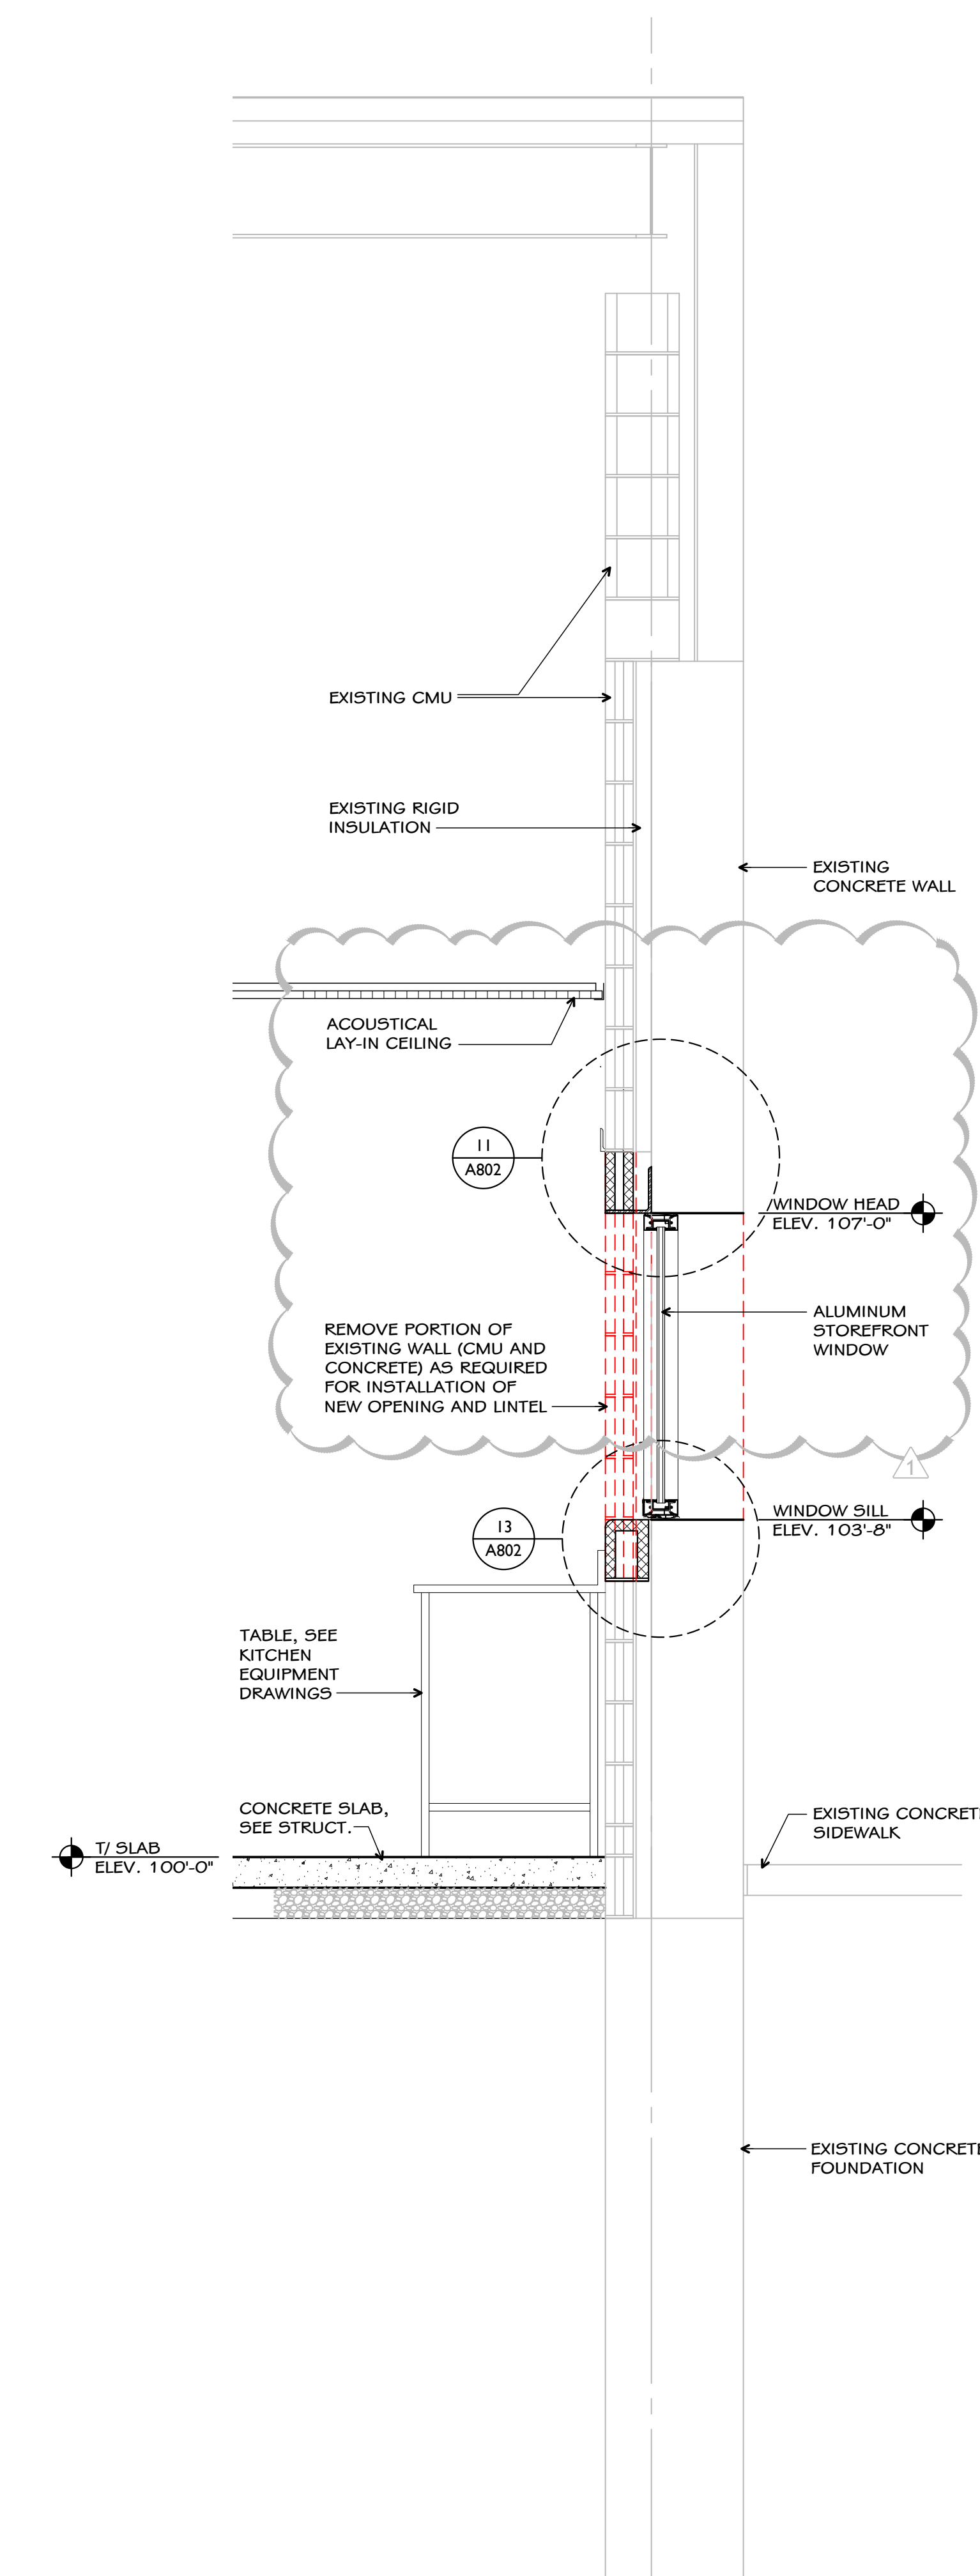 EXISTING CMU
EXISTING RIGID
INSULATION
EXISTING
CONCRETE WALL
ACOUSTICAL
LAY-IN CEILING
11
A802
WINDOW HEAD
ELEV. 107'-0"
ALUMINUM
STOREFRONT
WINDOW
REMOVE PORTION OF
EXISTING WALL (CMU AND
CONCRETE) AS REQUIRED
FOR INSTALLATION OF
NEW OPENING AND LINTEL
1
WINDOW SILL
ELEV. 103'-8"
13
A802
TABLE, SEE
KITCHEN
EQUIPMENT
DRAWINGS
CONCRETE SLAB,
SEE STRUCT.
EXISTING CONCRETE
SIDEWALK
T/ SLAB
ELEV. 100'-0"
EXISTING CONCRETE
FOUNDATION